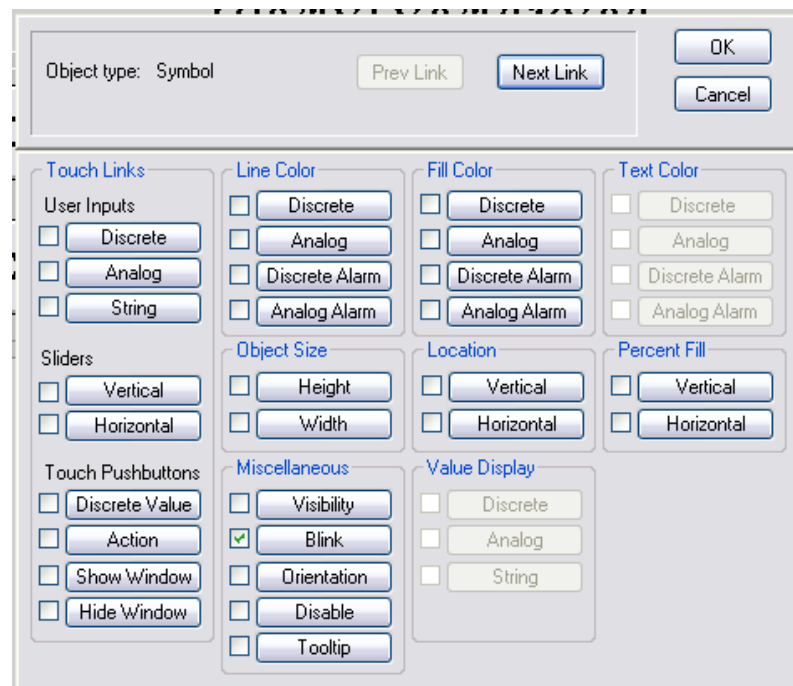 Object type: Symbol
Prev Link
Next Link
OK
Cancel
Touch Links
User Inputs
Discrete
Analog
String
Sliders
Vertical
Horizontal
Touch Pushbuttons
Discrete Value
Action
Show Window
Hide Window
Line Color
Discrete
Analog
Discrete Alarm
Analog Alarm
Fill Color
Discrete
Analog
Discrete Alarm
Analog Alarm
Text Color
Discrete
Analog
Discrete Alarm
Analog Alarm
Object Size
Height
Width
Location
Vertical
Horizontal
Percent Fill
Vertical
Horizontal
Miscellaneous
Visibility
Blink
Orientation
Disable
Tooltip
Value Display
Discrete
Analog
String